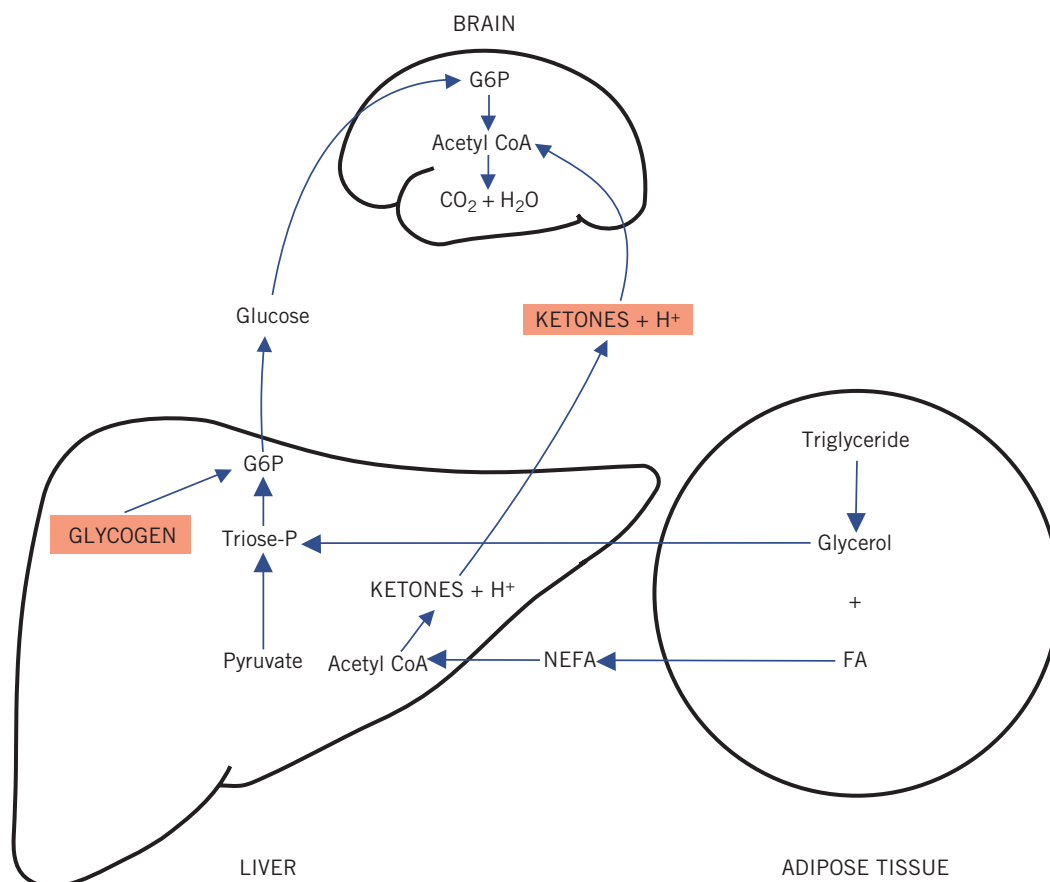 BRAIN
G6P
Acetyl CoA
CO₂ + H₂O
Glucose
KETONES + H⁺
Triglyceride
G6P
GLYCOGEN
Triose-P
Glycerol
KETONES + H⁺
+
Pyruvate
Acetyl CoA
NEFA
FA
LIVER
ADIPOSE TISSUE